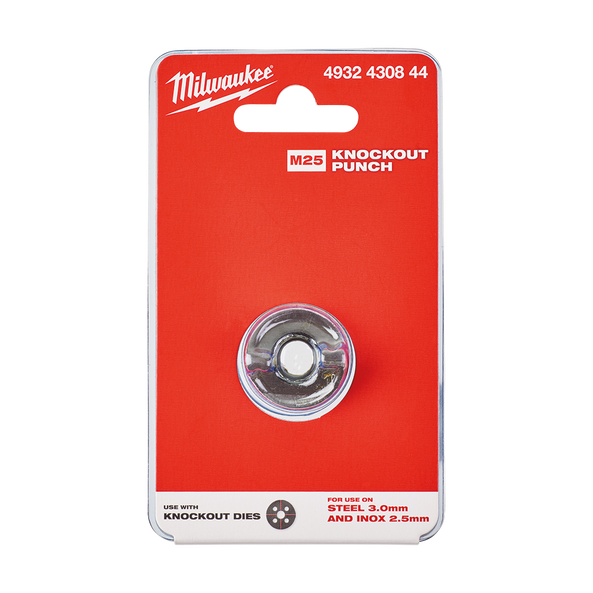 Milwaukee
4932 4308 44
M25 KNOCKOUT
PUNCH
USE WITH
KNOCKOUT DIES
FOR USE ON
STEEL 3.0mm
AND INOX 2.5mm